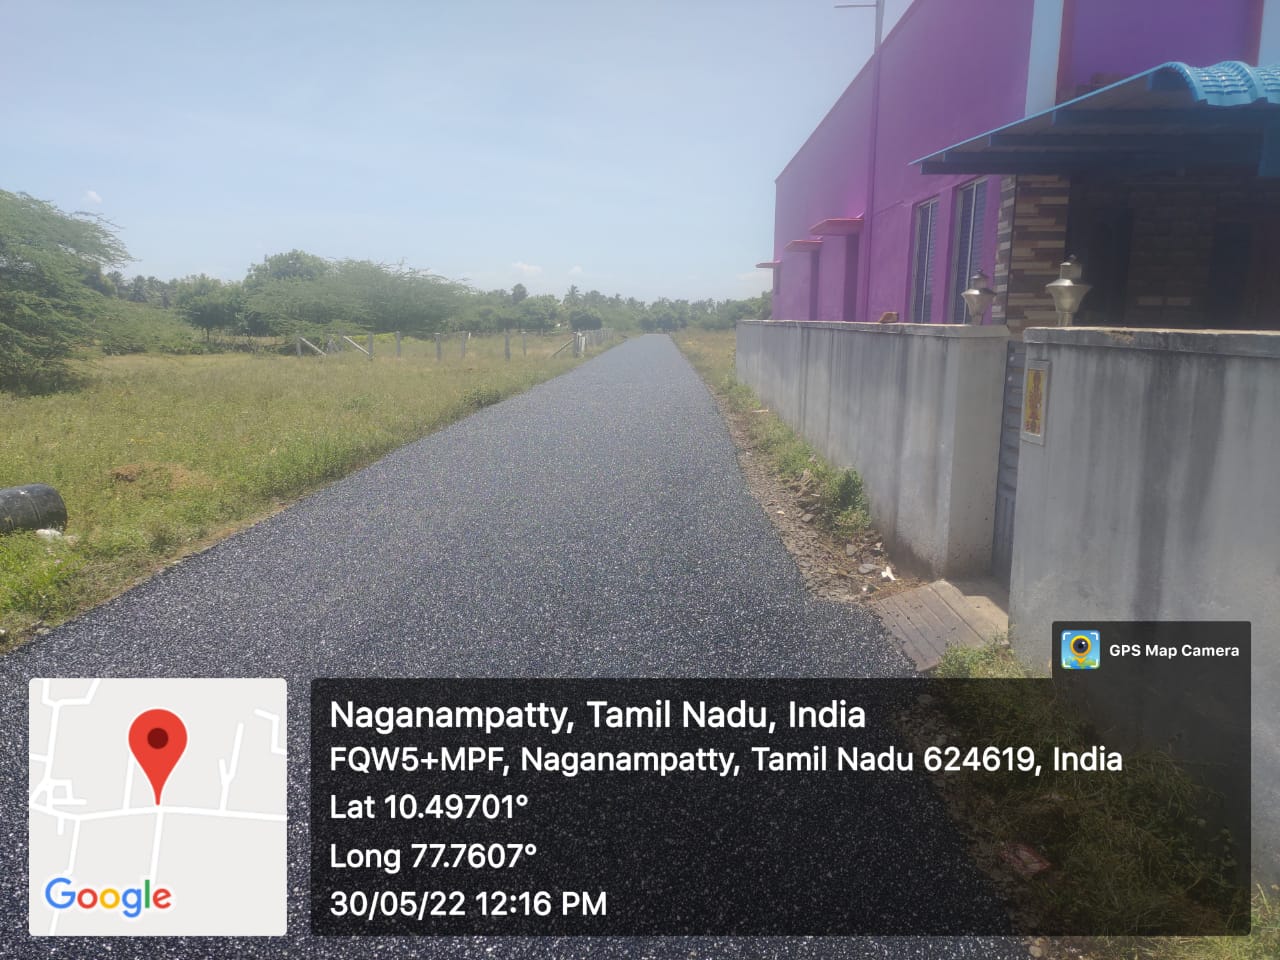 GPS Map Camera
Naganampatty, Tamil Nadu, India
FQW5+MPF, Naganampatty, Tamil Nadu 624619, India
Lat 10.49701°
Long 77.7607°
30/05/22 12:16 PM
Google